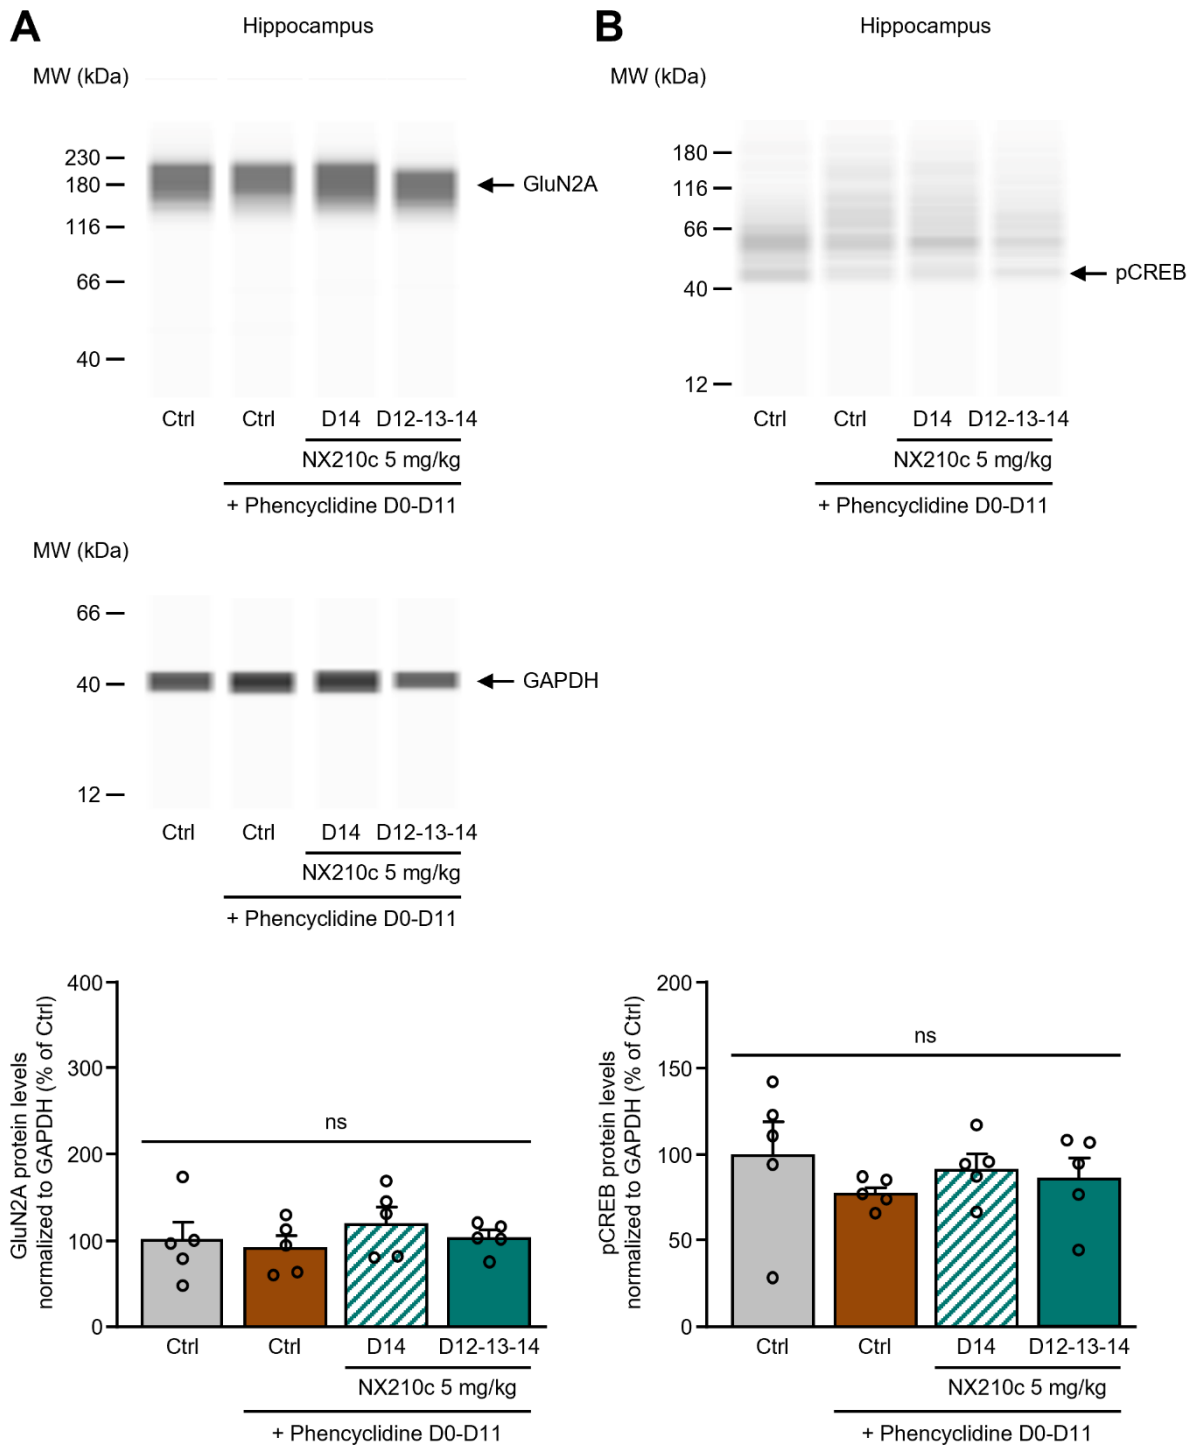 A
Hippocampus
MW (kDa)
230
180
116
66
40
GluN2A
Ctrl Ctrl D14 D12-13-14
NX210c 5 mg/kg
+ Phencyclidine D0-D11
MW (kDa)
66
40
12
GAPDH
Ctrl Ctrl D14 D12-13-14
NX210c 5 mg/kg
+ Phencyclidine D0-D11
GluN2A protein levels
normalized to GAPDH (% of Ctrl)
400
300
200
100
0
ns
Ctrl Ctrl D14 D12-13-14
NX210c 5 mg/kg
+ Phencyclidine D0-D11
B
Hippocampus
MW (kDa)
180
116
66
40
12
pCREB
Ctrl Ctrl D14 D12-13-14
NX210c 5 mg/kg
+ Phencyclidine D0-D11
pCREB protein levels
normalized to GAPDH (% of Ctrl)
200
150
100
50
0
ns
Ctrl Ctrl D14 D12-13-14
NX210c 5 mg/kg
+ Phencyclidine D0-D11